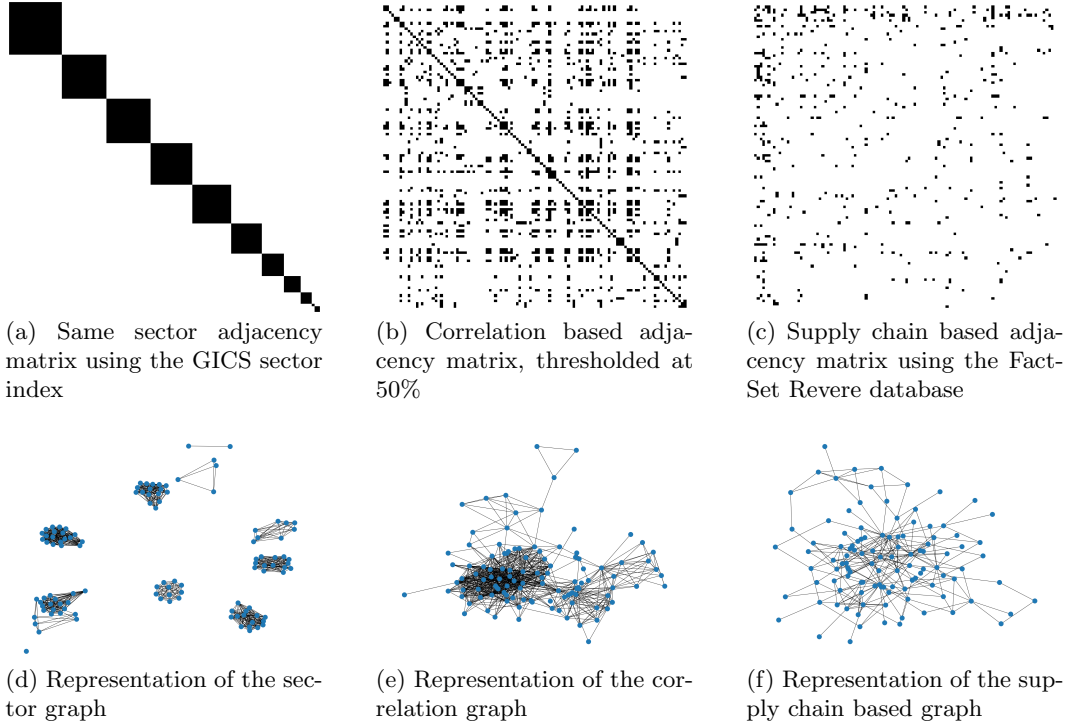 (a) Same sector adjacency
matrix using the GICS sector
index
(b) Correlation based adja-
cency matrix, thresholded at
50%
(c) Supply chain based adja-
cency matrix using the Fact-
Set Revere database
(d) Representation of the sec-
tor graph
(e) Representation of the cor-
relation graph
(f) Representation of the sup-
ply chain based graph